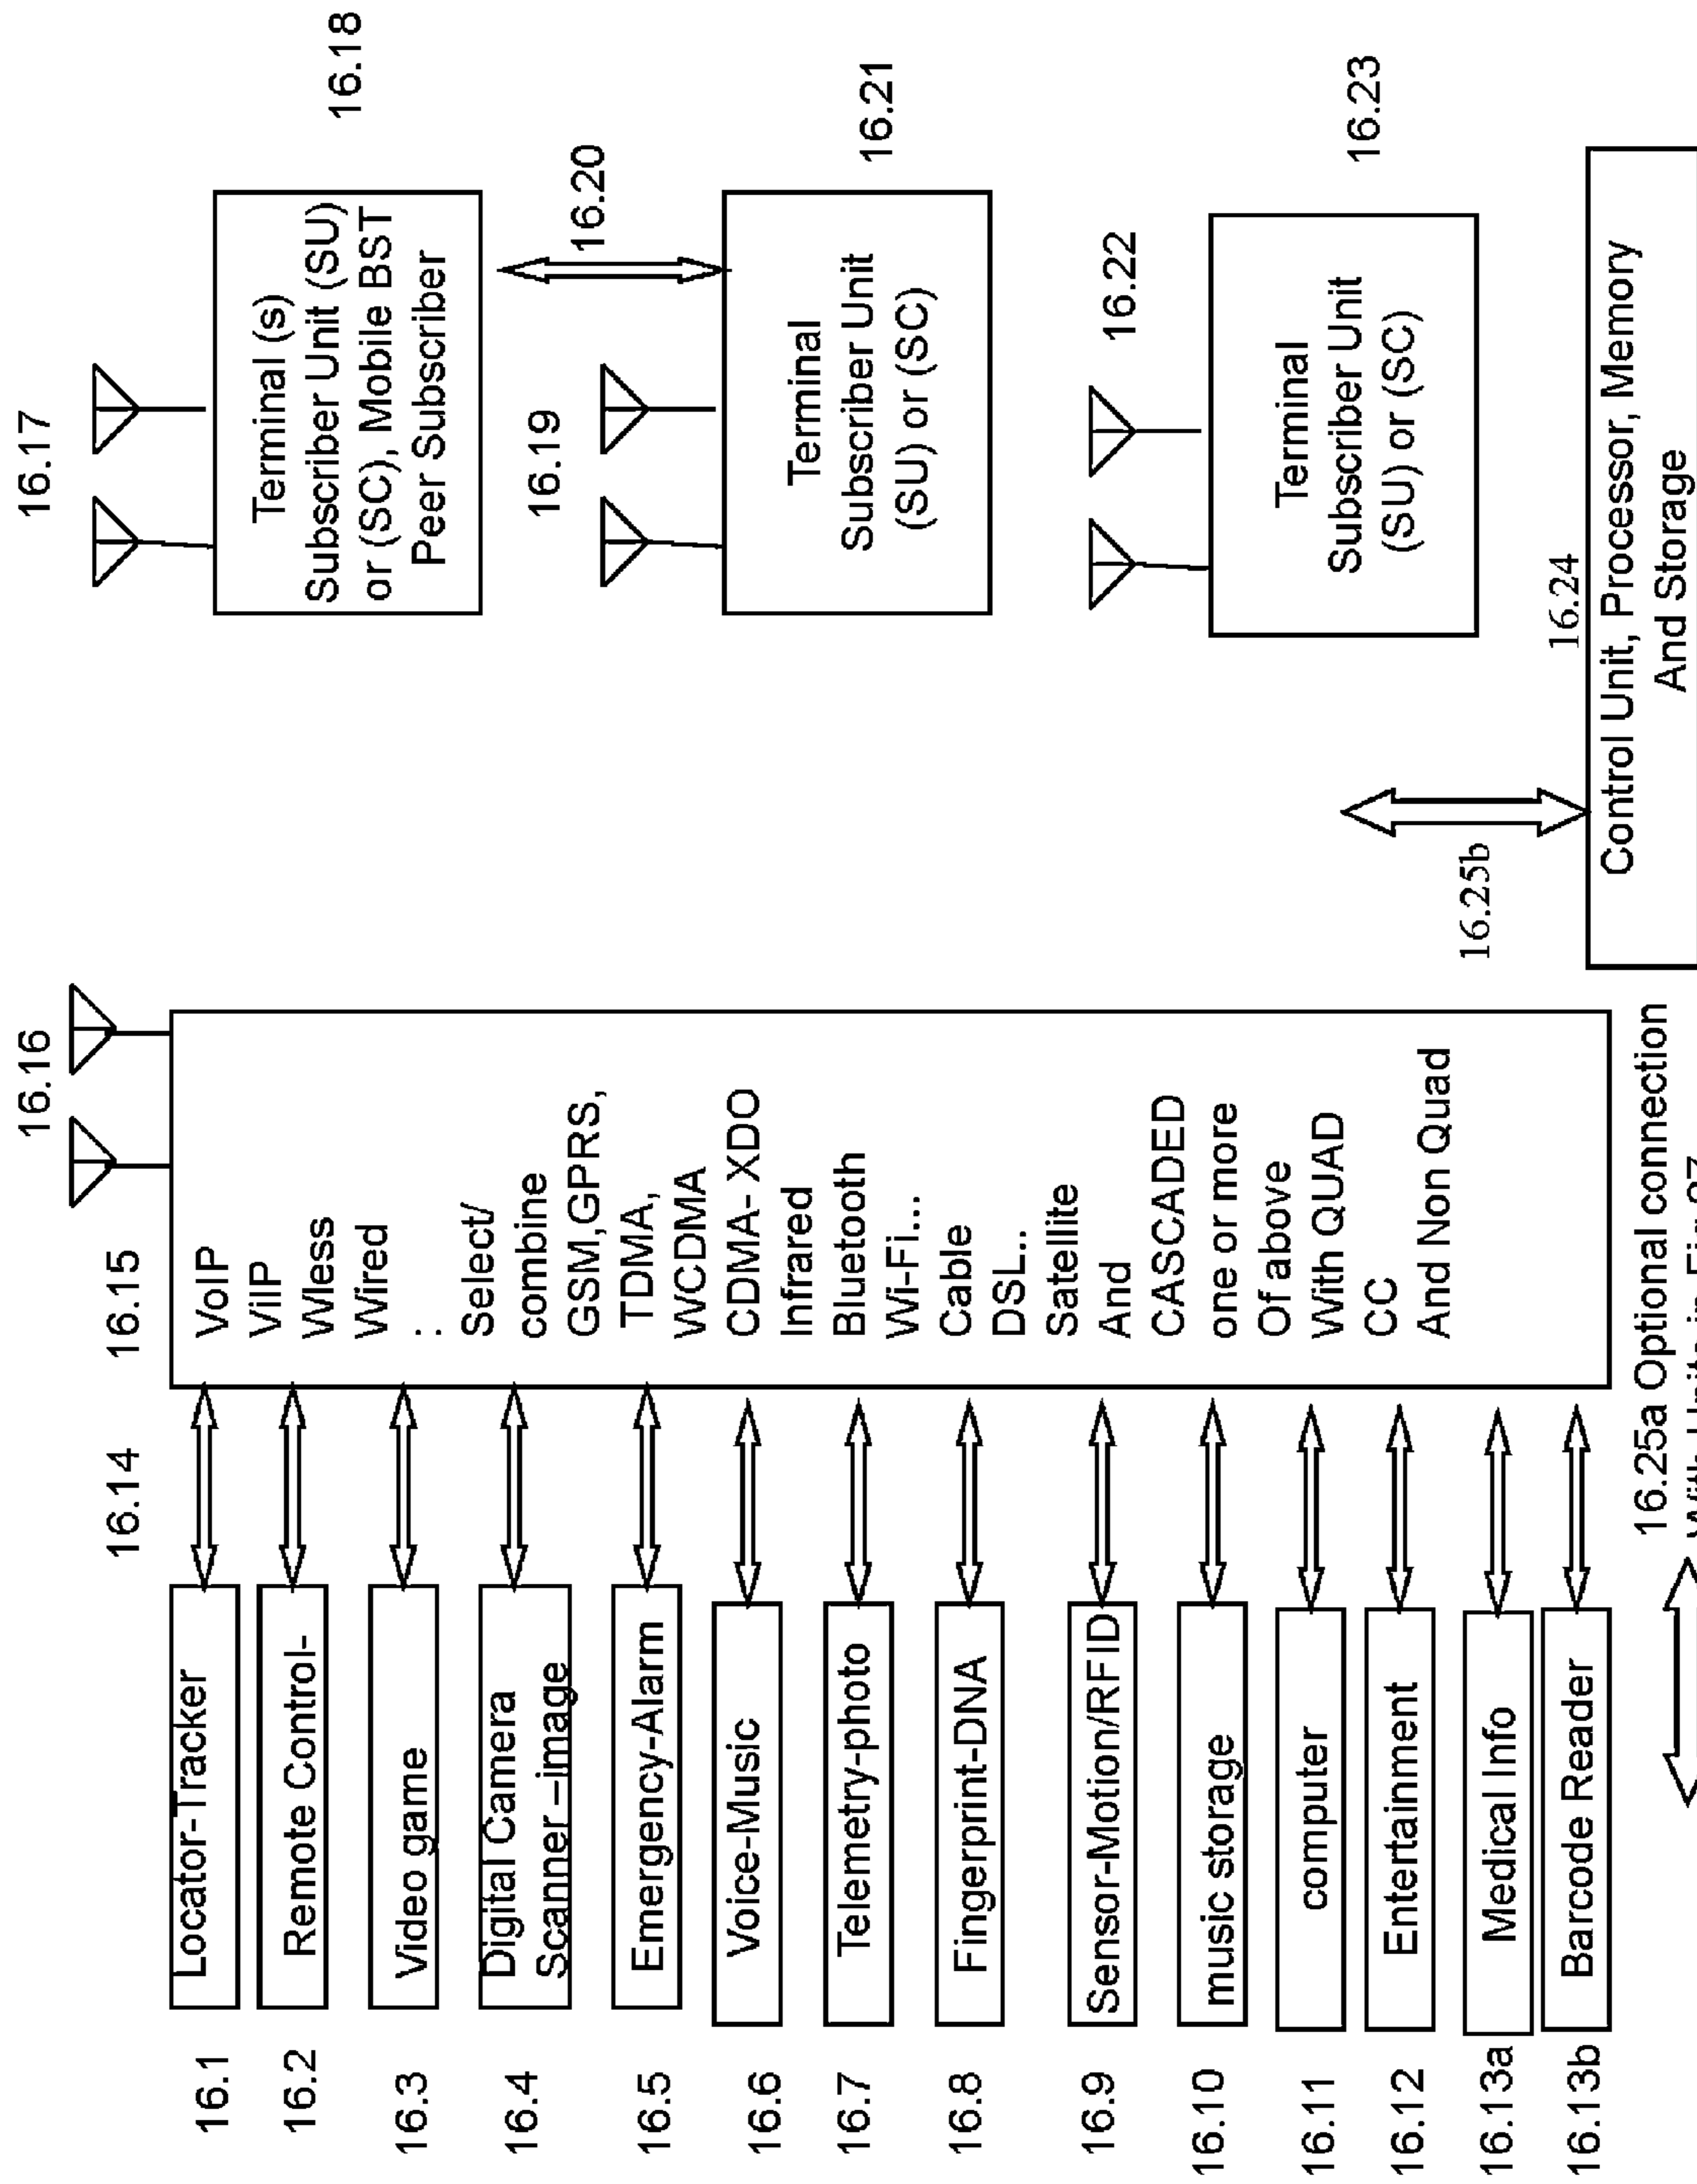 16.1
Locator-Tracker
16.2
Remote Control-
16.3
Video game
16.4
Digital Camera
Scanner –image
16.5
Emergency-Alarm
16.6
Voice-Music
16.7
Telemetry-photo
16.8
Fingerprint-DNA
16.9
Sensor-Motion/RFID
16.10
music storage
16.11
computer
16.12
Entertainment
16.13a
Medical Info
16.13b
Barcode Reader
16.14
16.15
16.16
VoIP
ViIP
Wless
Wired
:
Select/
combine
GSM,GPRS,
TDMA,
WCDMA
CDMA- XDO
Infrared
Bluetooth
Wi-Fi...
Cable
DSL..
Satellite
And
CASCADED
one or more
Of above
With QUAD
CC
And Non Quad
16.25a Optional connection
With Units in Fig
16.17
Terminal (s)
Subscriber Unit (SU)
or (SC), Mobile BST
Peer Subscriber
16.18
16.19
16.20
Terminal
Subscriber Unit
(SU) or (SC)
16.21
16.22
Terminal
Subscriber Unit
(SU) or (SC)
16.23
16.25b
16.24
Control Unit, Processor, Memory
And Storage